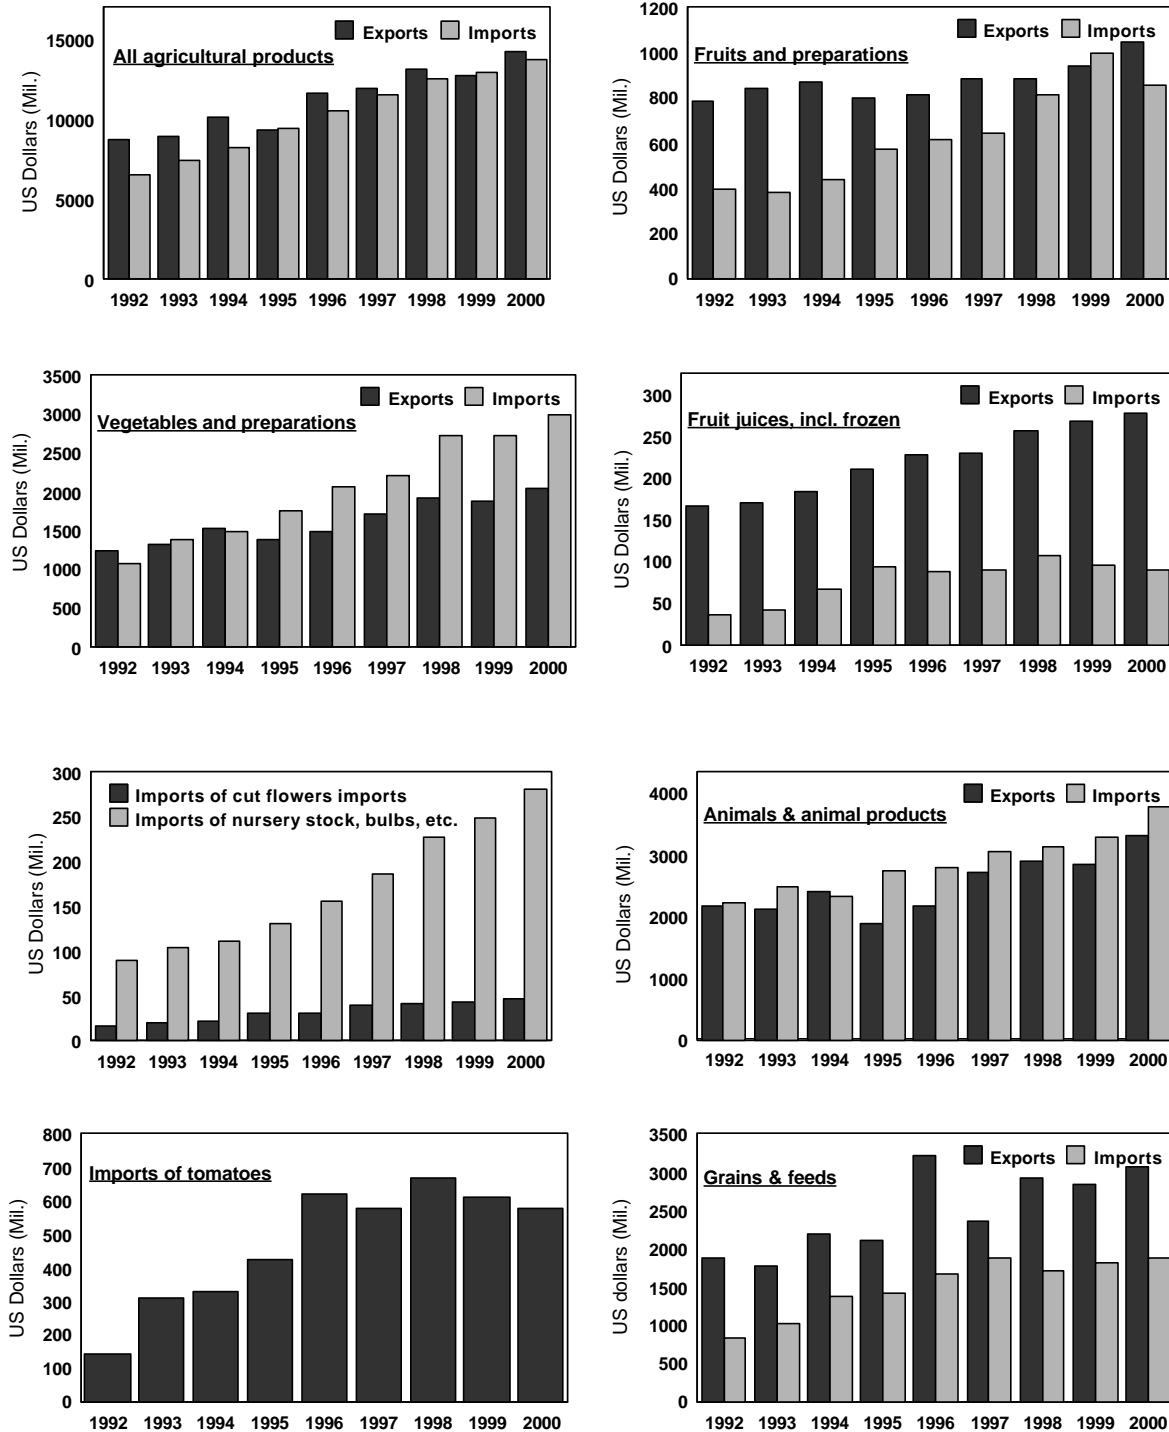 All agricultural products
Exports Imports
US Dollars (Mil.)
15000
10000
5000
0
1992 1993 1994 1995 1996 1997 1998 1999 2000
Fruits and preparations
Exports Imports
US Dollars (Mil.)
1200
1000
800
600
400
200
0
1992 1993 1994 1995 1996 1997 1998 1999 2000
Vegetables and preparations
Exports Imports
US Dollars (Mil.)
3500
3000
2500
2000
1500
1000
500
0
1992 1993 1994 1995 1996 1997 1998 1999 2000
Fruit juices, incl. frozen
Exports Imports
US Dollars (Mil.)
300
250
200
150
100
50
0
1992 1993 1994 1995 1996 1997 1998 1999 2000
Imports of cut flowers imports
Imports of nursery stock, bulbs, etc.
US Dollars (Mil.)
300
250
200
150
100
50
0
1992 1993 1994 1995 1996 1997 1998 1999 2000
Animals & animal products
Exports Imports
US Dollars (Mil.)
4000
3000
2000
1000
0
1992 1993 1994 1995 1996 1997 1998 1999 2000
Imports of tomatoes
US Dollars (Mil.)
800
700
600
500
400
300
200
100
0
1992 1993 1994 1995 1996 1997 1998 1999 2000
Grains & feeds
Exports Imports
US dollars (Mil.)
3500
3000
2500
2000
1500
1000
500
0
1992 1993 1994 1995 1996 1997 1998 1999 2000